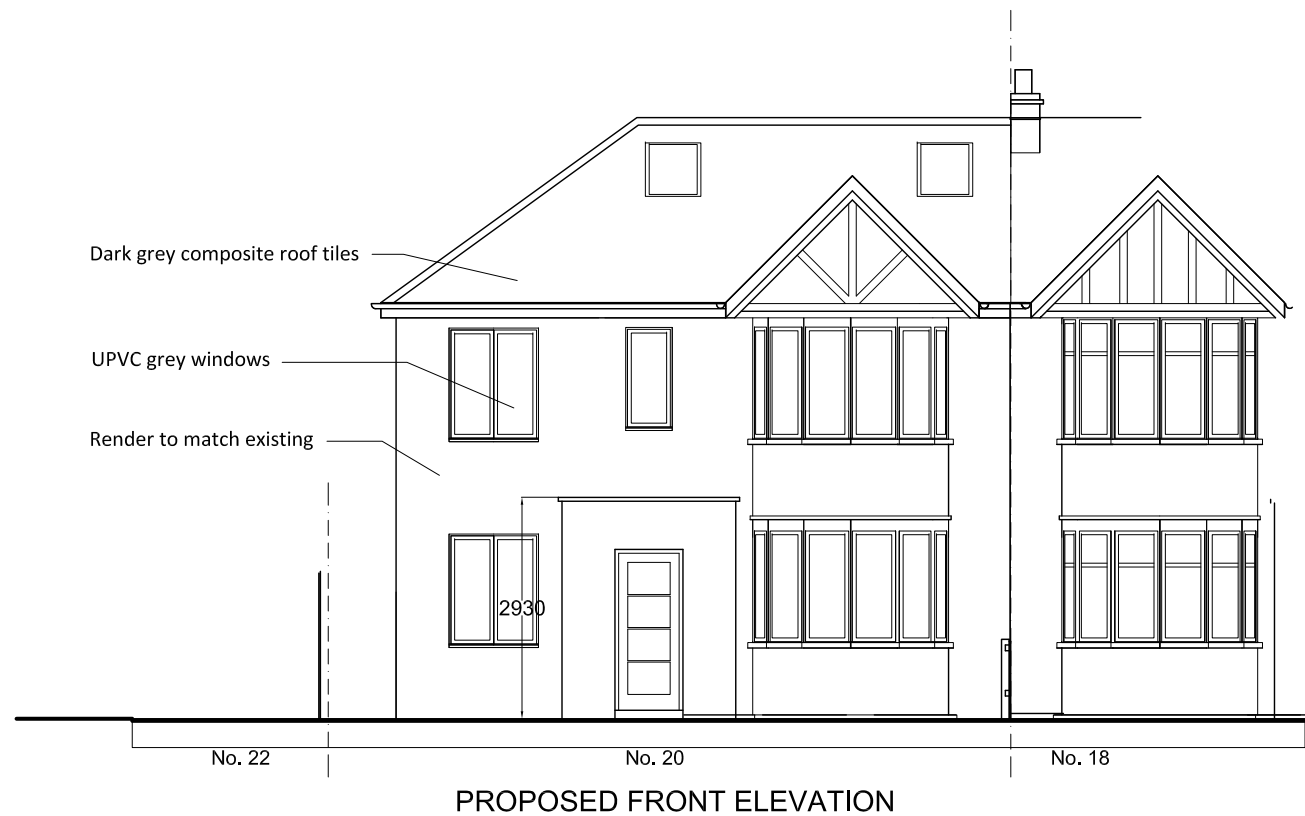 Dark grey composite roof tiles
UPVC grey windows
Render to match existing
2930
No. 22
No. 20
No. 18
PROPOSED FRONT ELEVATION